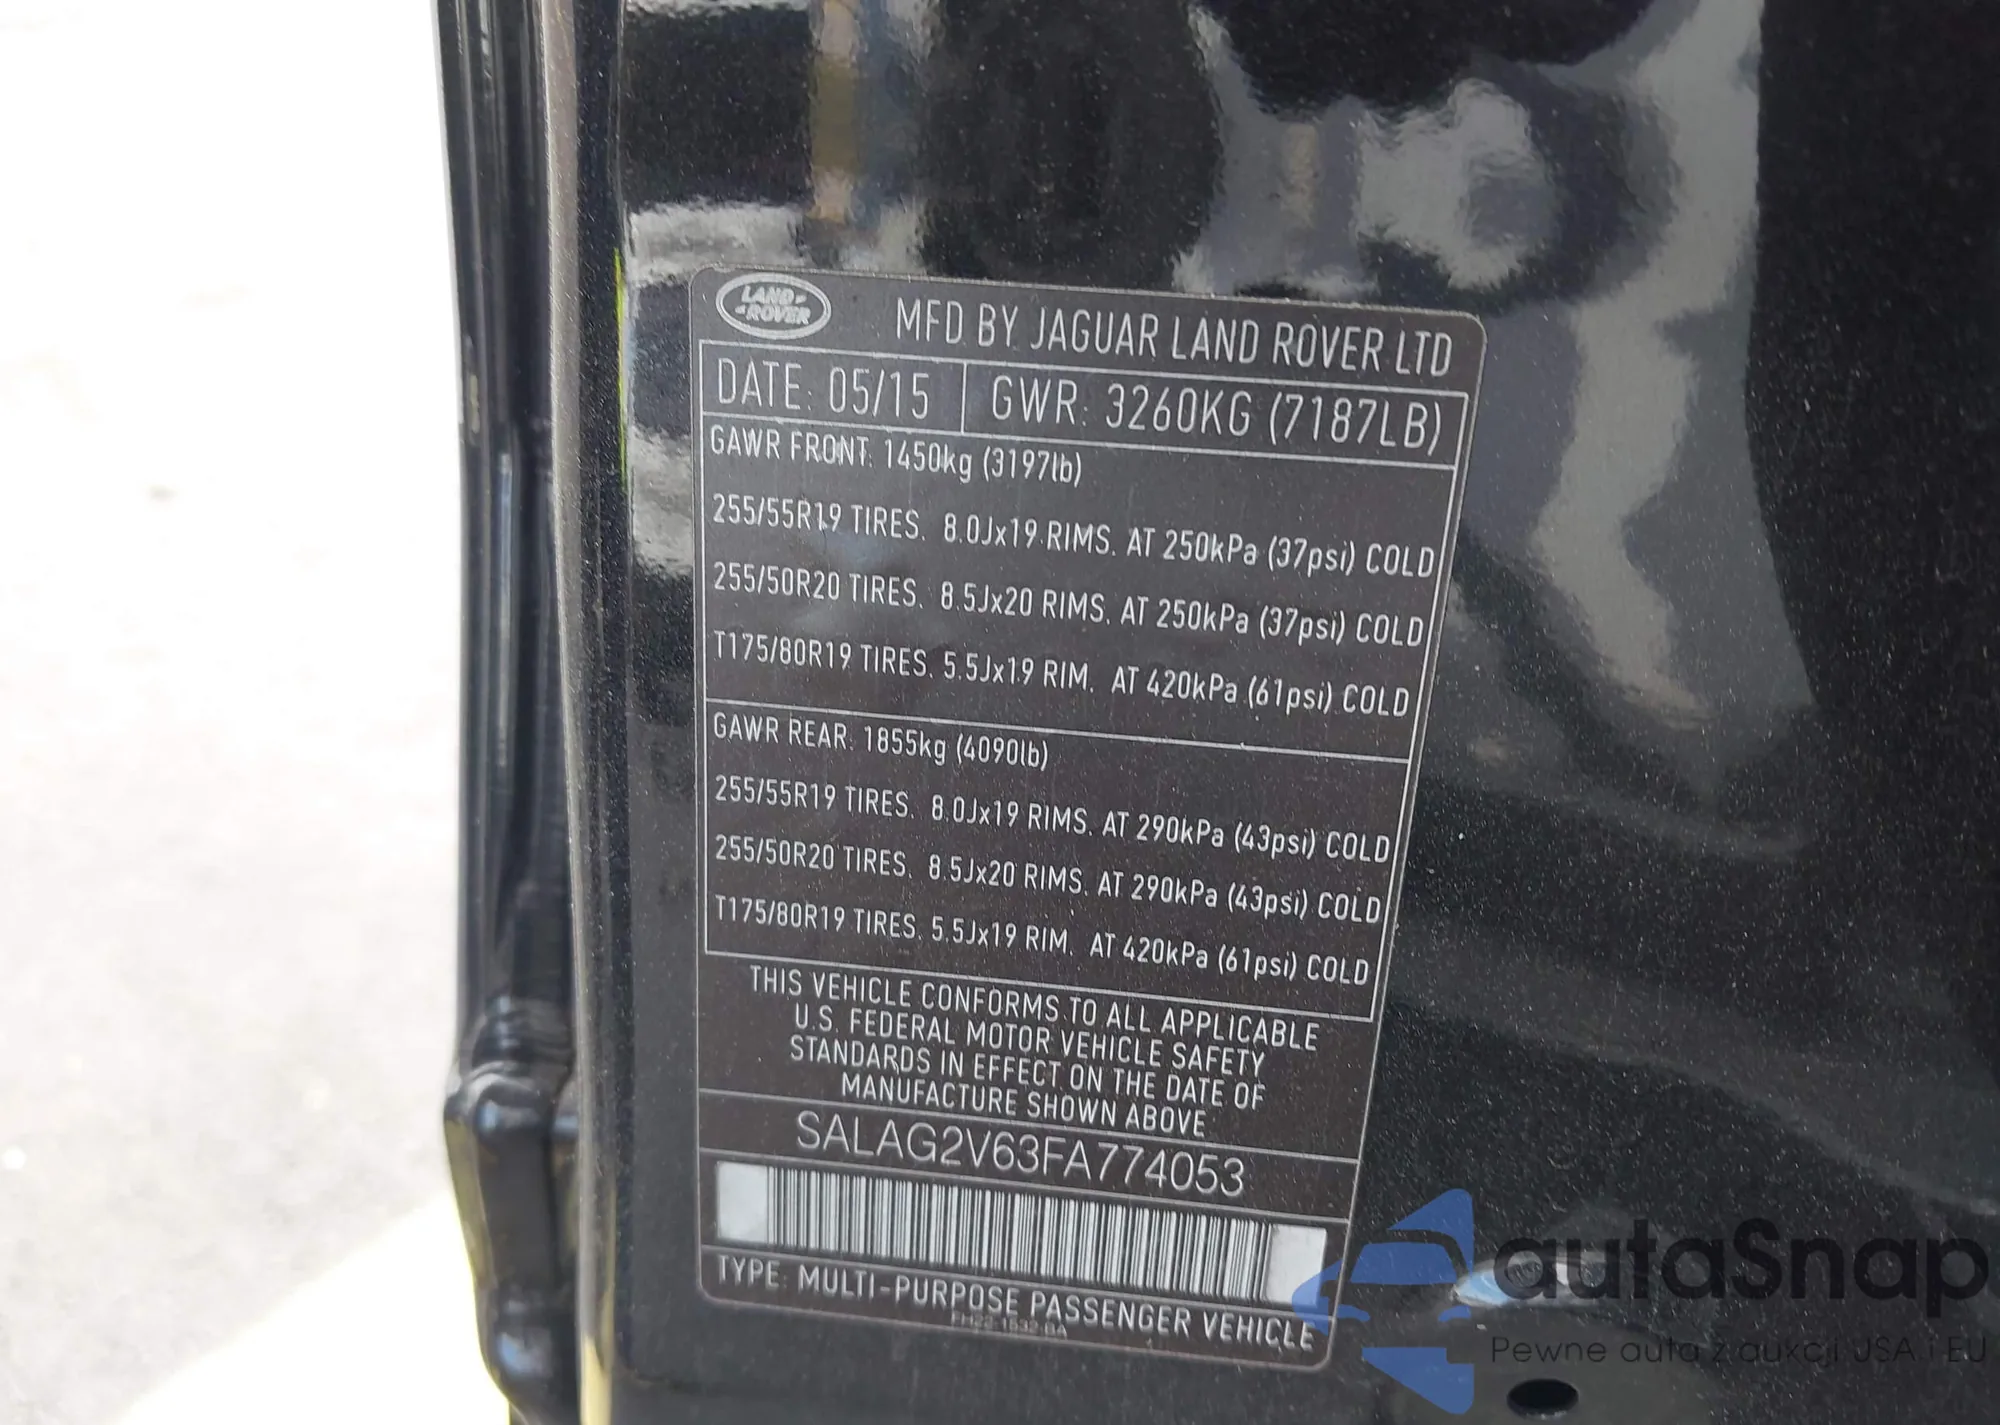 LAND
ROVER
MFD BY JAGUAR LAND ROVER LTD
DATE: 05/15 GWR: 3260KG (7187LB)
GAWR FRONT: 1450kg (3197lb)
255/55R19 TIRES. 8.0Jx19 RIMS. AT 250kPa (37psi) COLD
255/50R20 TIRES. 8.5Jx20 RIMS. AT 250kPa (37psi) COLD
T175/80R19 TIRES. 5.5Jx19 RIM. AT 420kPa (61psi) COLD
GAWR REAR: 1855kg (4090lb)
255/55R19 TIRES. 8.0Jx19 RIMS. AT 290kPa (43psi) COLD
255/50R20 TIRES. 8.5Jx20 RIMS. AT 290kPa (43psi) COLD
T175/80R19 TIRES. 5.5Jx19 RIM. AT 420kPa (61psi) COLD
THIS VEHICLE CONFORMS TO ALL APPLICABLE
U.S. FEDERAL MOTOR VEHICLE SAFETY
STANDARDS IN EFFECT ON THE DATE OF
MANUFACTURE SHOWN ABOVE
SALAG2V63FA774053
TYPE: MULTI-PURPOSE PASSENGER VEHICLE
autaSnap
Pewne auta z aukcji USA i EU